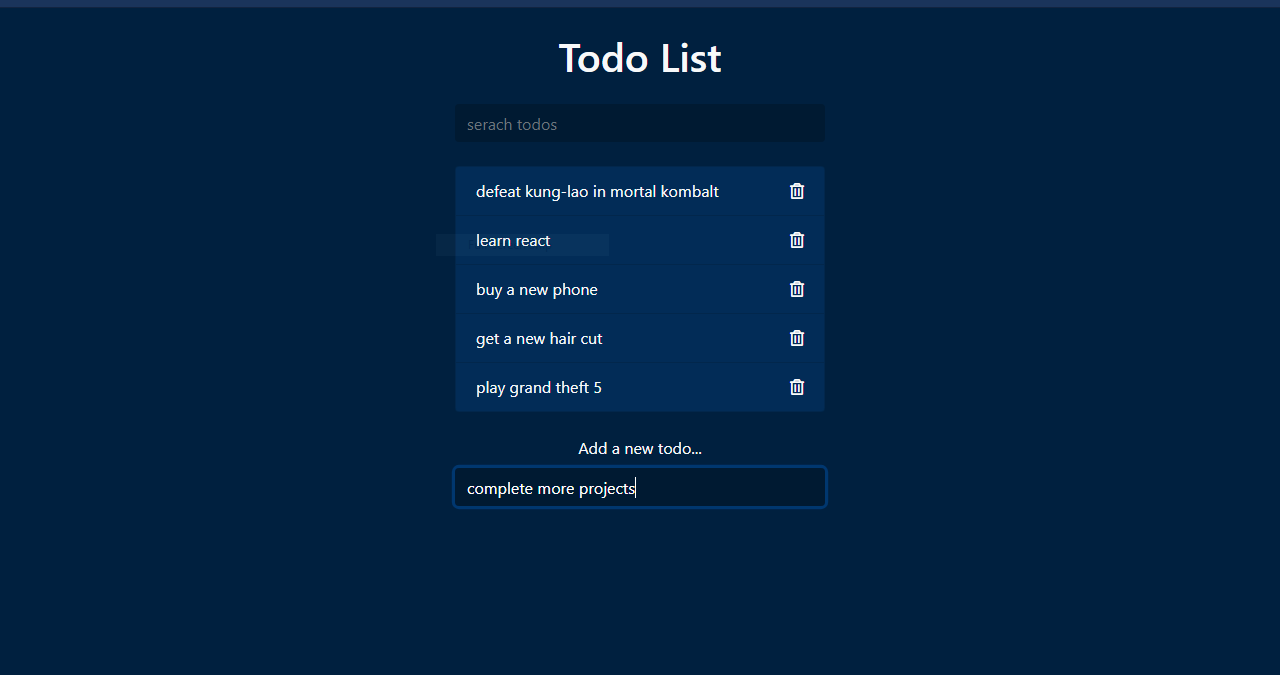 Todo List
serach todos
defeat kung-lao in mortal kombalt
learn react
buy a new phone
get a new hair cut
play grand theft 5
Add a new todo...
complete more projects